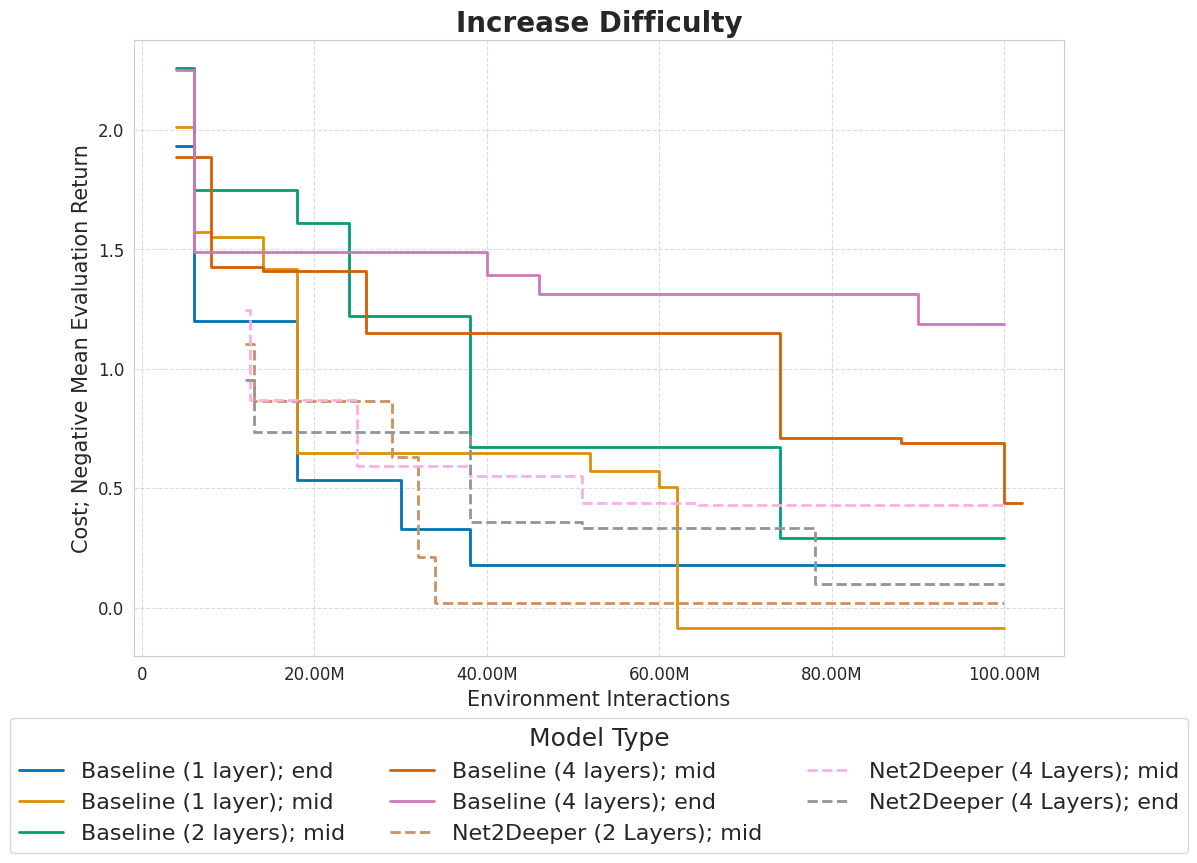 Increase Difficulty
Cost; Negative Mean Evaluation Return
2.0
1.5
1.0
0.5
0.0
0 20.00M 40.00M 60.00M 80.00M 100.00M
Environment Interactions
Model Type
Baseline (1 layer); end
Baseline (1 layer); mid
Baseline (2 layers); mid
Baseline (4 layers); mid
Baseline (4 layers); end
Net2Deeper (2 Layers); mid
Net2Deeper (4 Layers); mid
Net2Deeper (4 Layers); end